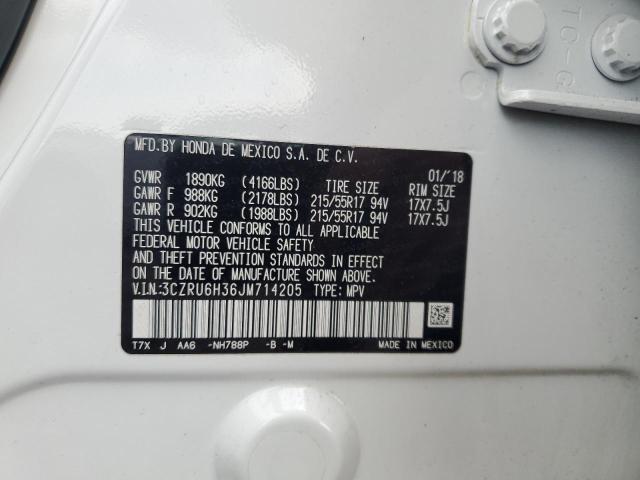 TC-G
MFD.BY HONDA DE MEXICO S.A. DE C.V.
01/'18
GVWR 1890KG (4166LBS) TIRE SIZE RIM SIZE
GAWR F 988KG (2178LBS) 215/55R17 94V 17X7.5J
GAWR R 902KG (1988LBS) 215/55R17 94V 17X7.5J
THIS VEHICLE CONFORMS TO ALL APPLICABLE
FEDERAL MOTOR VEHICLE SAFETY
AND THEFT PREVENTION STANDARDS IN EFFECT
ON THE DATE OF MANUFACTURE SHOWN ABOVE.
V.I.N:3CZRU6H36JM714205 TYPE: MPV
T7X J AA6 -NH788P -B -M MADE IN MEXICO